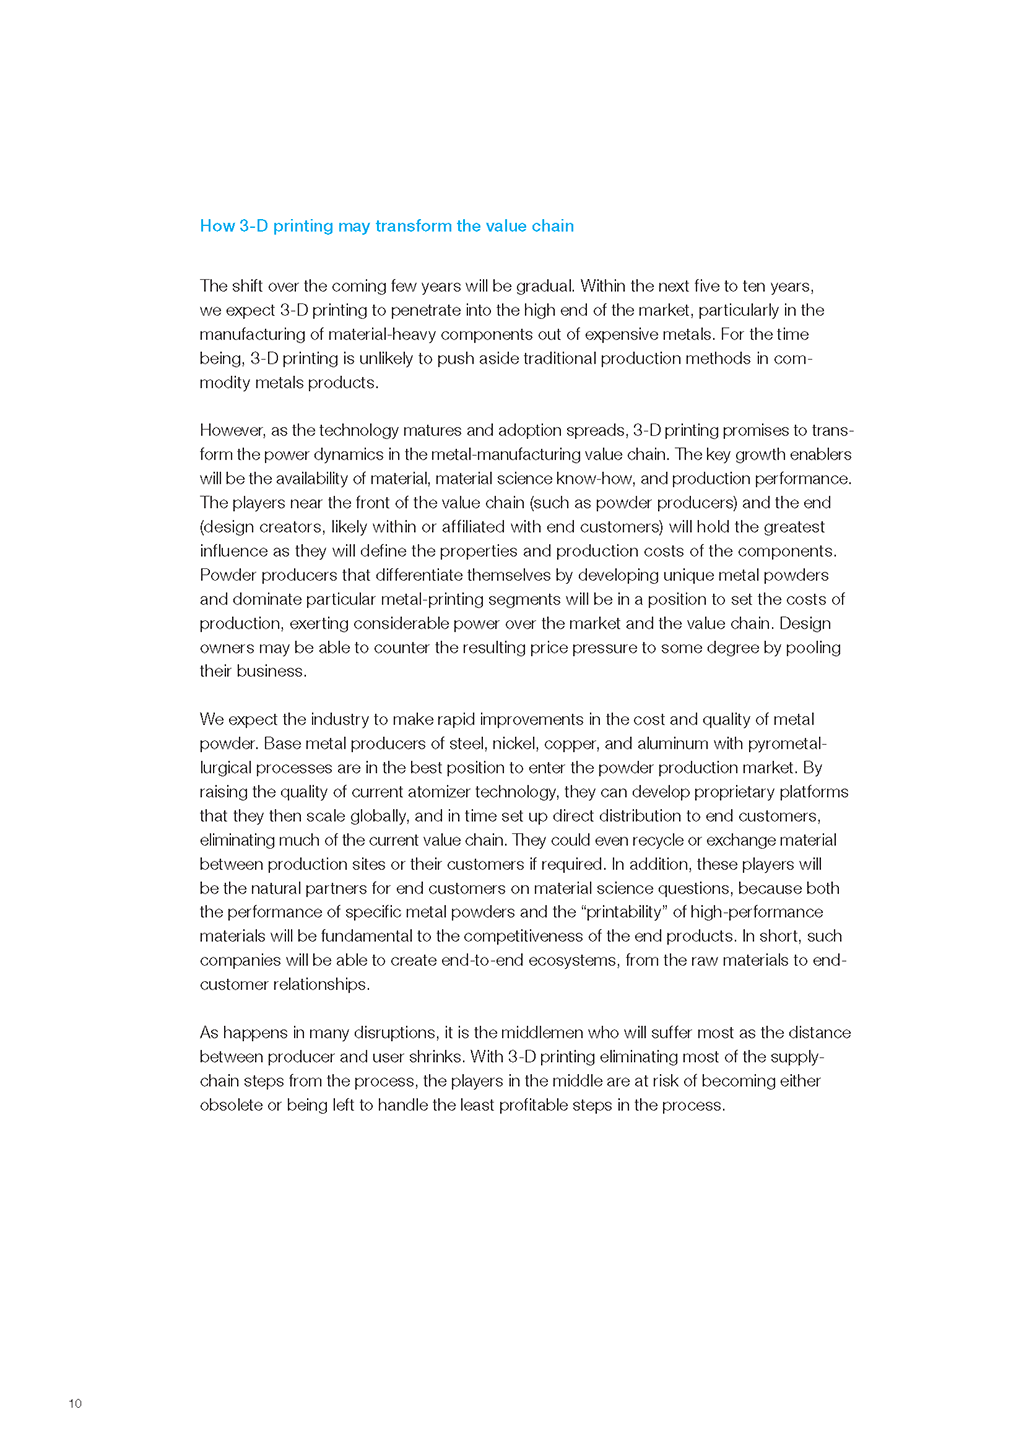 How 3-D printing may transform the value chain
The shift over the coming few years will be gradual. Within the next five to ten years,
we expect 3-D printing to penetrate into the high end of the market, particularly in the
manufacturing of material-heavy components out of expensive metals. For the time
being, 3-D printing is unlikely to push aside traditional production methods in com-
modity metals products.
However, as the technology matures and adoption spreads, 3-D printing promises to trans-
form the power dynamics in the metal-manufacturing value chain. The key growth enablers
will be the availability of material, material science know-how, and production performance.
The players near the front of the value chain (such as powder producers) and the end
(design creators, likely within or affiliated with end customers) will hold the greatest
influence as they will define the properties and production costs of the components.
Powder producers that differentiate themselves by developing unique metal powders
and dominate particular metal-printing segments will be in a position to set the costs of
production, exerting considerable power over the market and the value chain. Design
owners may be able to counter the resulting price pressure to some degree by pooling
their business.
We expect the industry to make rapid improvements in the cost and quality of metal
powder. Base metal producers of steel, nickel, copper, and aluminum with pyrometal-
lurgical processes are in the best position to enter the powder production market. By
raising the quality of current atomizer technology, they can develop proprietary platforms
that they then scale globally, and in time set up direct distribution to end customers,
eliminating much of the current value chain. They could even recycle or exchange material
between production sites or their customers if required. In addition, these players will
be the natural partners for end customers on material science questions, because both
the performance of specific metal powders and the “printability” of high-performance
materials will be fundamental to the competitiveness of the end products. In short, such
companies will be able to create end-to-end ecosystems, from the raw materials to end-
customer relationships.
As happens in many disruptions, it is the middlemen who will suffer most as the distance
between producer and user shrinks. With 3-D printing eliminating most of the supply-
chain steps from the process, the players in the middle are at risk of becoming either
obsolete or being left to handle the least profitable steps in the process.
10